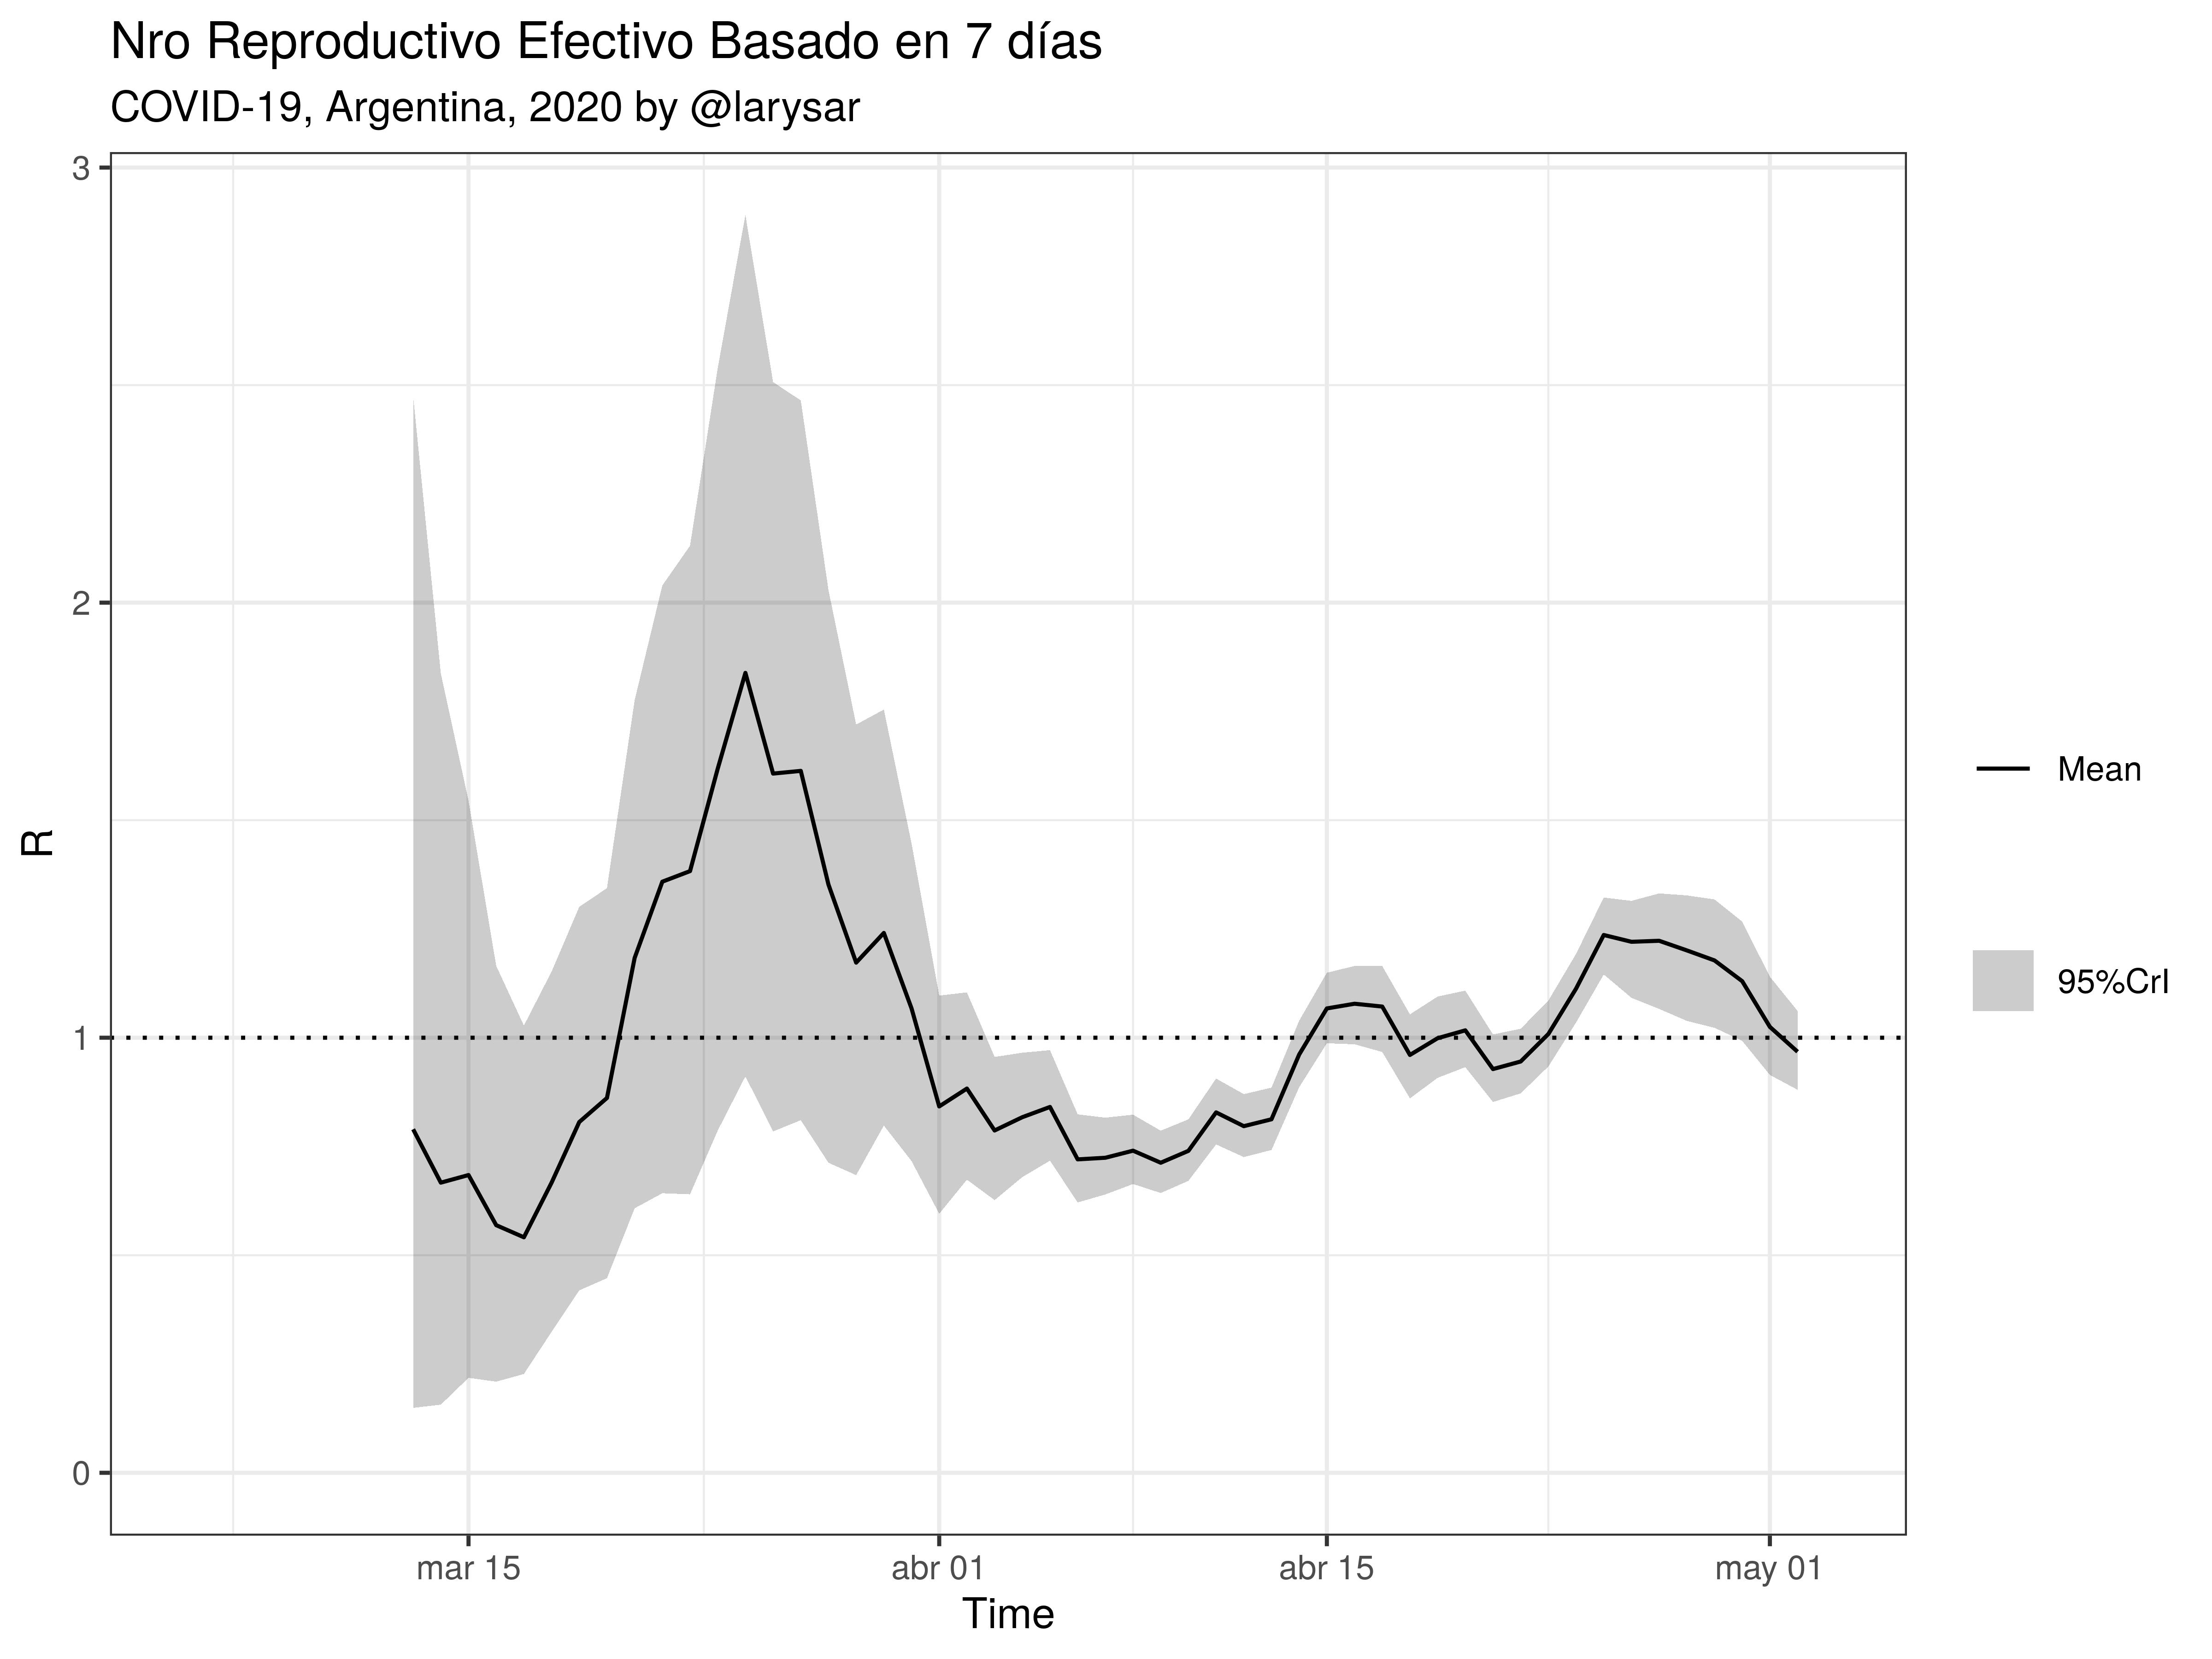 Nro Reproductivo Efectivo Basado en 7 días
COVID-19, Argentina, 2020 by @larysar
3
2
1
0
R
mar 15
abr 01
abr 15
may 01
Time
Mean
95%CrI